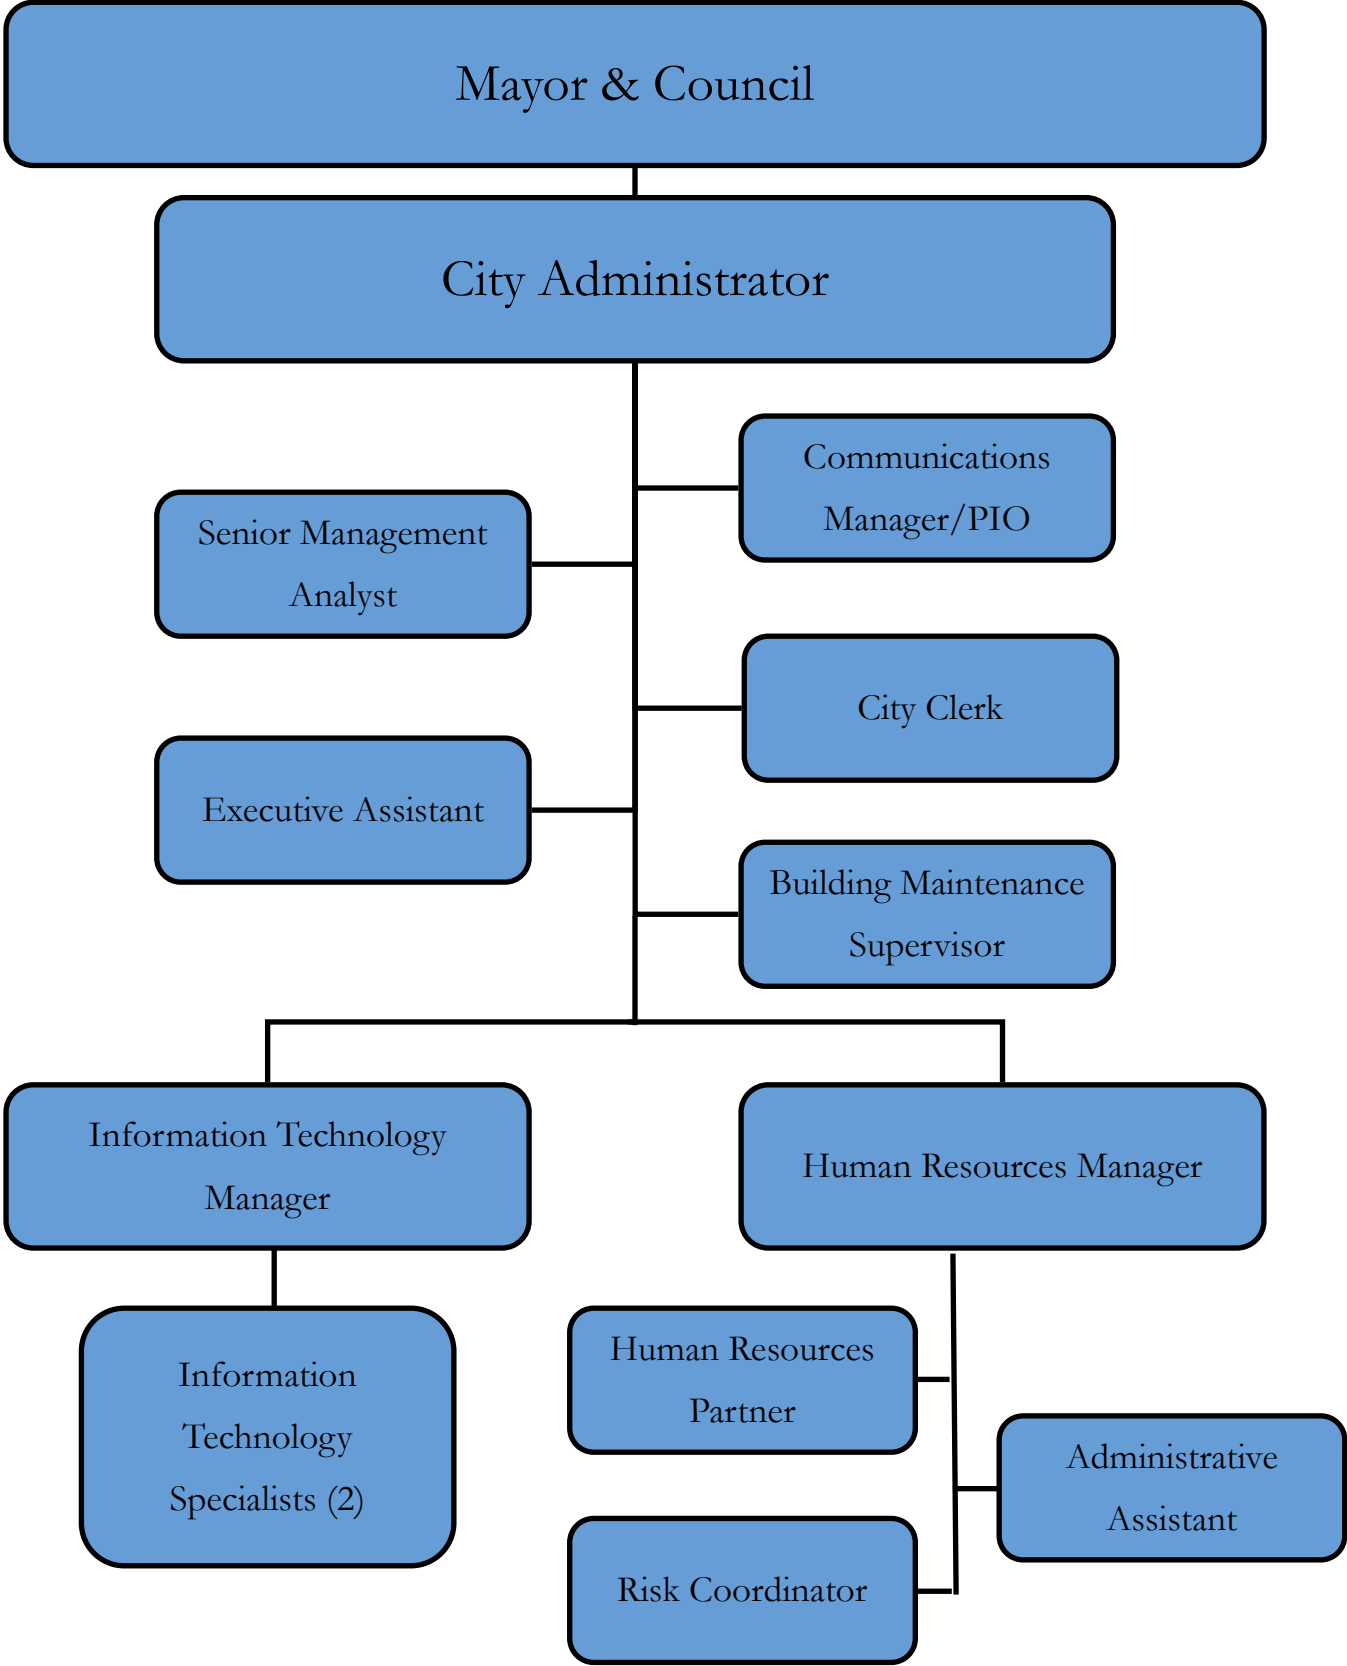 Mayor & Council
City Administrator
Communications
Manager/PIO
Senior Management
Analyst
City Clerk
Executive Assistant
Building Maintenance
Supervisor
Information Technology
Manager
Human Resources Manager
Information
Technology
Specialists (2)
Human Resources
Partner
Administrative
Assistant
Risk Coordinator